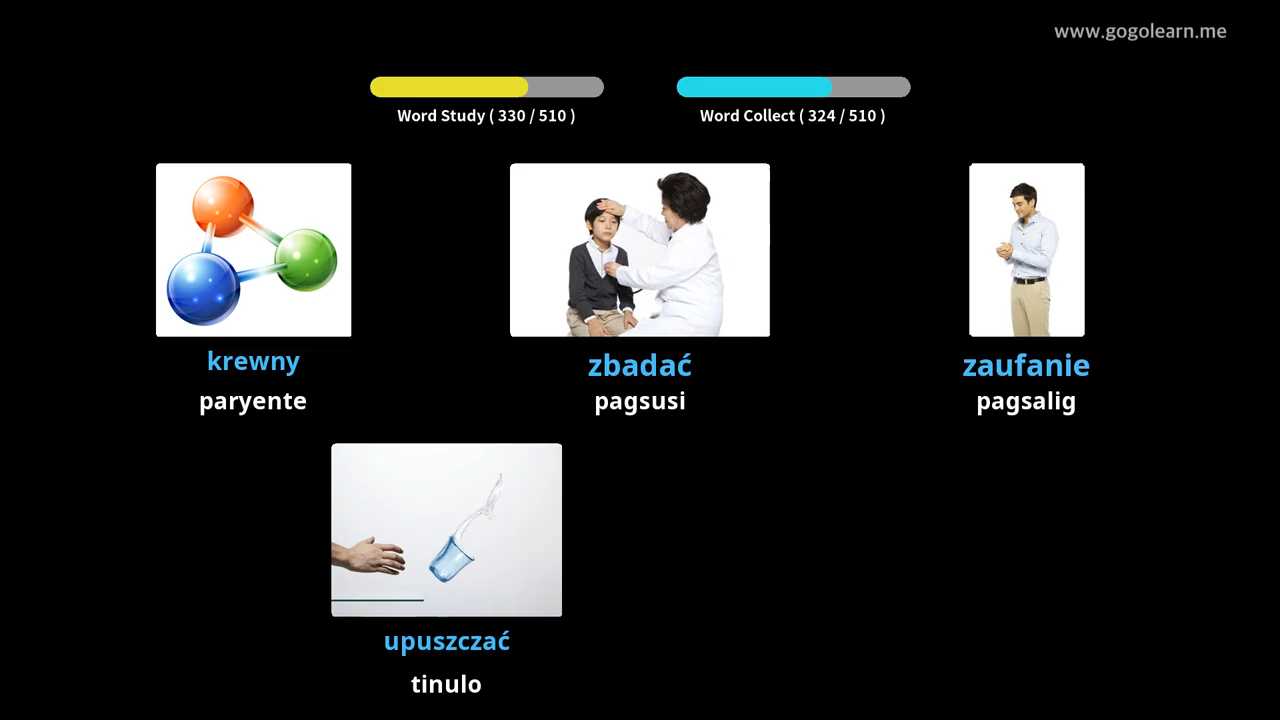 www.gogolearn.me
Word Study ( 330 / 510 )
Word Collect ( 324 / 510 )
krewny
paryente
zbadać
pagsusi
zaufanie
pagsalig
upuszczać
tinulo